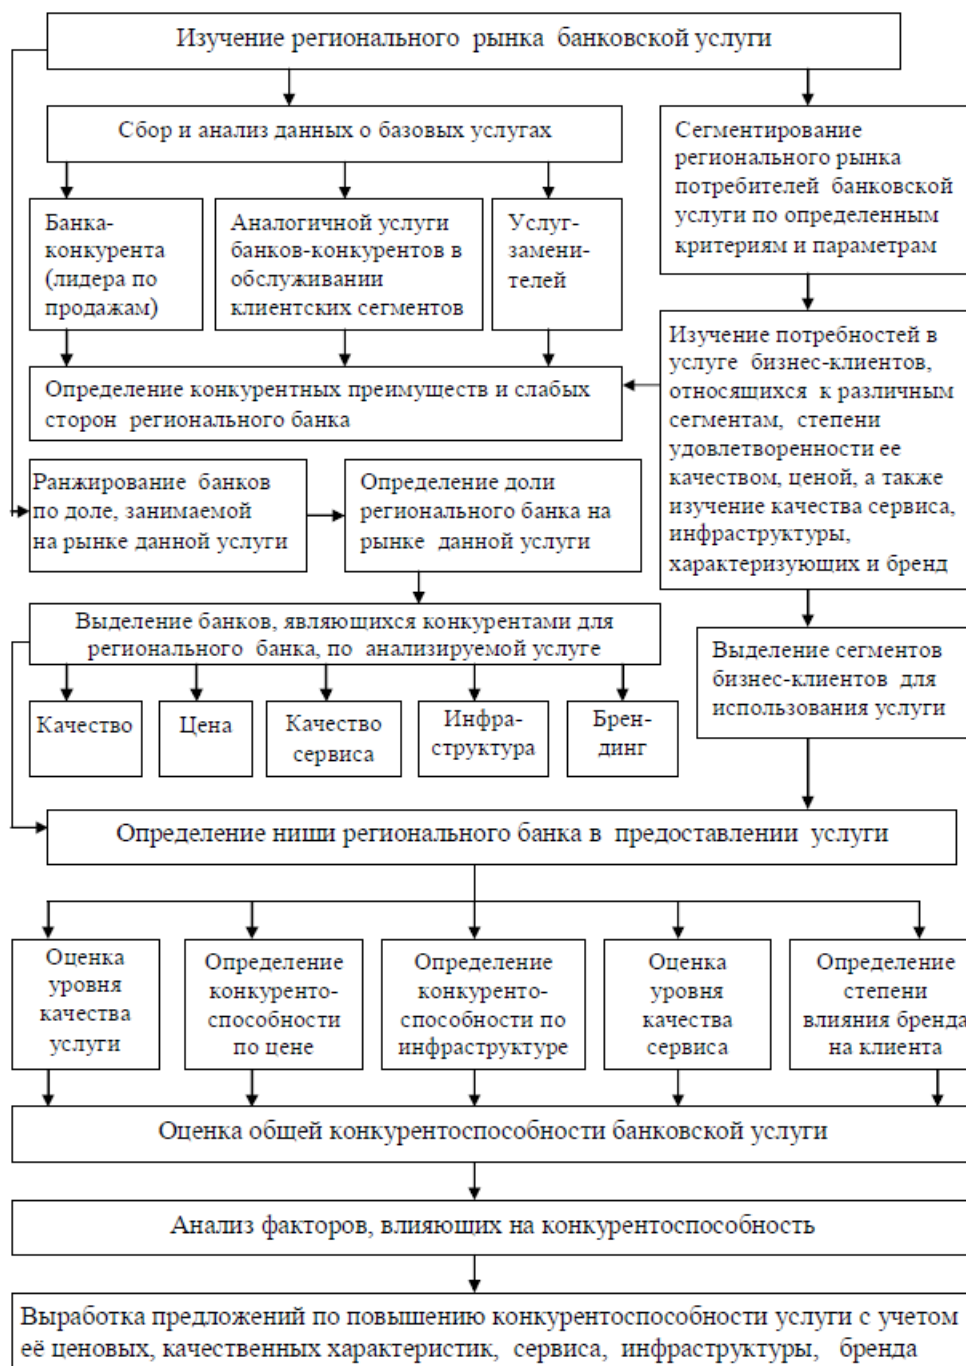 Изучение регионального рынка банковской услуги
Сбор и анализ данных о базовых услугах
Сегментирование
регионального рынка
потребителей банковской
услуги по определенным
критериям и параметрам
Банка-
конкурента
(лидера по
продажам)
Аналогичной услуги
банков-конкурентов в
обслуживании
клиентских сегментов
Услуг-
замени-
телей
Изучение потребностей в
услуге бизнес-клиентов,
относящихся к различным
сегментам, степени
удовлетворенности ее
качеством, ценой, а также
изучение качества сервиса,
инфраструктуры,
характеризующих и бренд
Определение конкурентных преимуществ и слабых
сторон регионального банка
Ранжирование банков
по доле, занимаемой
на рынке данной услуги
Определение доли
регионального банка на
рынке данной услуги
Выделение банков, являющихся конкурентами для
регионального банка, по анализируемой услуге
Выделение сегментов
бизнес-клиентов для
использования услуги
Качество
Цена
Качество
сервиса
Инфра-
структура
Брен-
динг
Определение ниши регионального банка в предоставлении услуги
Оценка
уровня
качества
услуги
Определение
конкуренто-
способности
по цене
Определение
конкуренто-
способности по
инфраструктуре
Оценка
уровня
качества
сервиса
Определение
степени
влияния бренда
на клиента
Оценка общей конкурентоспособности банковской услуги
Анализ факторов, влияющих на конкурентоспособность
Выработка предложений по повышению конкурентоспособности услуги с учетом
её ценовых, качественных характеристик, сервиса, инфраструктуры, бренда